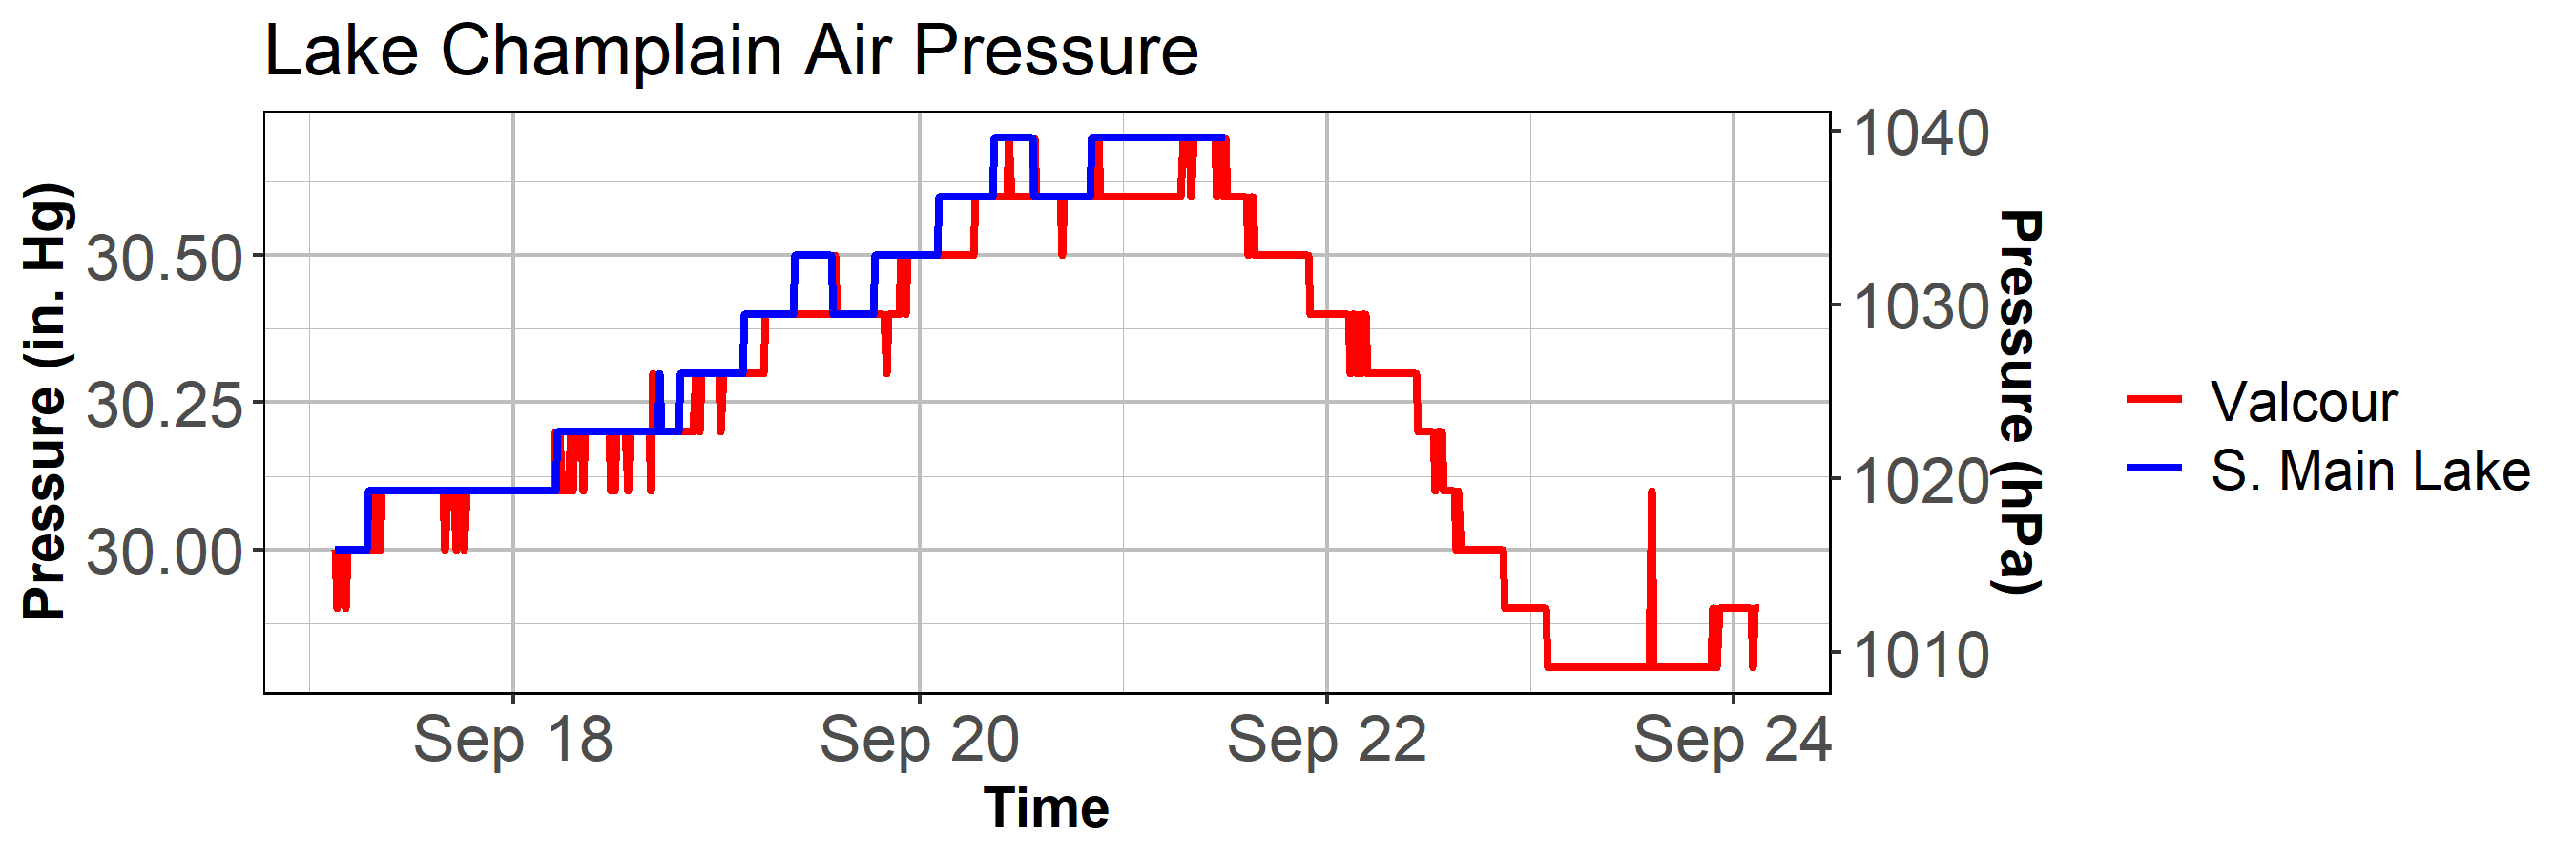 Lake Champlain Air Pressure
Pressure (in. Hg)
30.50
30.25
30.00
1040
1030
1020
1010
Pressure (hPa)
Sep 18
Sep 20
Sep 22
Sep 24
Time
Valcour
S. Main Lake